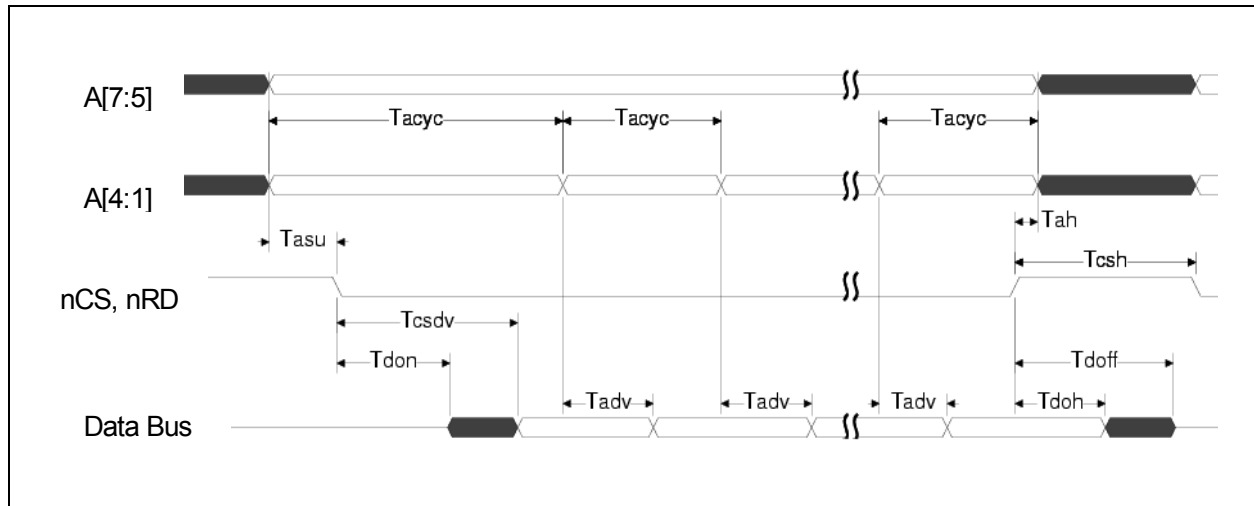 A[7:5]
Tacyc Tacyc Tacyc
A[4:1]
Tah
Tasu
Tcsh
nCS, nRD
Tcsdv
Tdon Tdoff
Tadv Tadv Tadv Tdoh
Data Bus